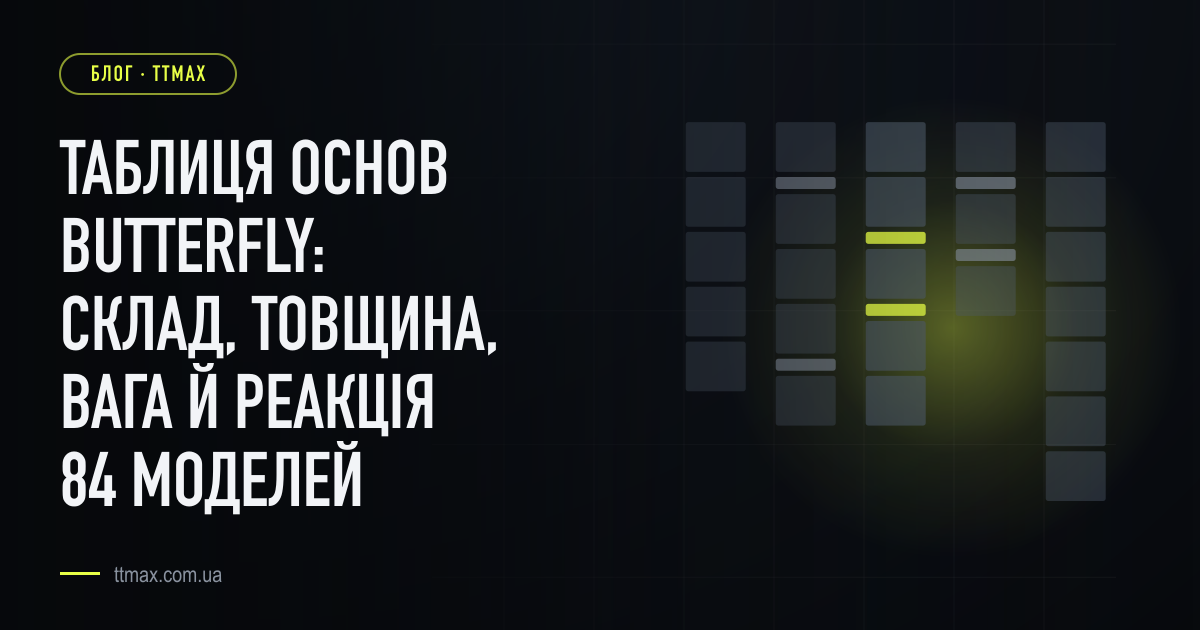 БЛОГ · TTMAX
ТАБЛИЦЯ ОСНОВ
BUTTERFLY:
СКЛАД, ТОВЩИНА,
ВАГА Й РЕАКЦІЯ
84 МОДЕЛЕЙ
ttmax.com.ua